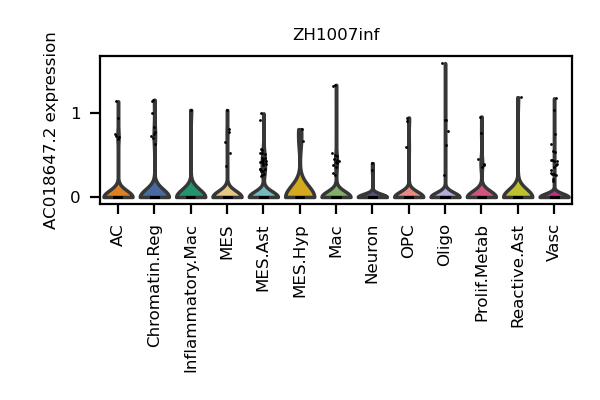 ZH1007inf
AC018647.2 expression
1
0
AC
Chromatin.Reg
Inflammatory.Mac
MES
MES.Ast
MES.Hyp
Mac
Neuron
OPC
Oligo
Prolif.Metab
Reactive.Ast
Vasc